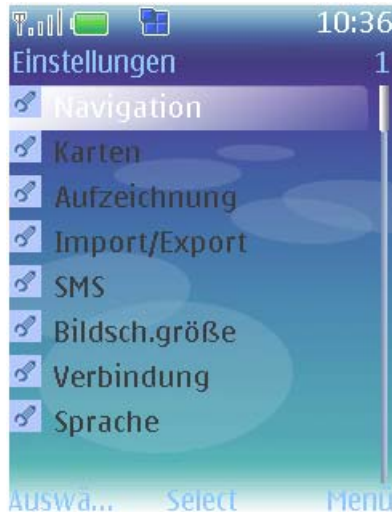 10:36
Einstellungen 1
Navigation
Karten
Aufzeichnung
Import/Export
SMS
Bildsch.größe
Verbindung
Sprache
Auswä... Select Menü